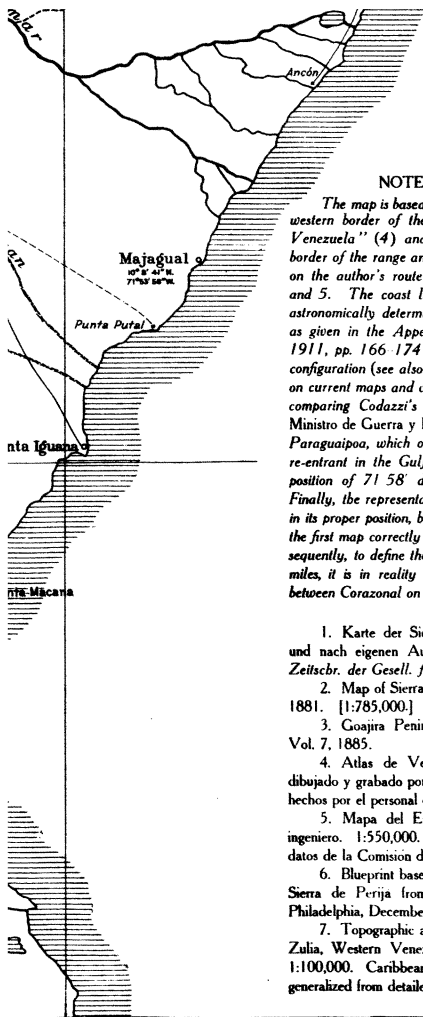 njar
Ancón
an
Majagual
10° 8' 41" N.
71° 53' 56" W.
Punta Putal
nta Iguana
nta Macana
NOTE
The map is based
western border of the
Venezuela" (4) and
border of the range an
on the author's route
and 5. The coast l
astronomically determ
as given in the Appe
1911, pp. 166-174
configuration (see also
on current maps and u
comparing Codazzi's
Ministro de Guerra y 
Paraguaipoa, which o
re-entrant in the Gul
position of 71 58' a
Finally, the representa
in its proper position, b
the first map correctly
sequently, to define the
miles, it is in reality
between Corazonal on
1. Karte der Sie
und nach eigenen Au
Zeitschr. der Gesell. f
2. Map of Sierra
1881. [1:785,000.]
3. Goajira Penin
Vol. 7, 1885.
4. Atlas de Ve
dibujado y grabado por
hechos por el personal
5. Mapa del E
ingeniero. 1:550,000.
datos de la Comisión d
6. Blueprint base
Sierra de Perijá from
Philadelphia, Decembe
7. Topographic a
Zulia, Western Vene
1:100,000. Caribbean
generalized from detaile